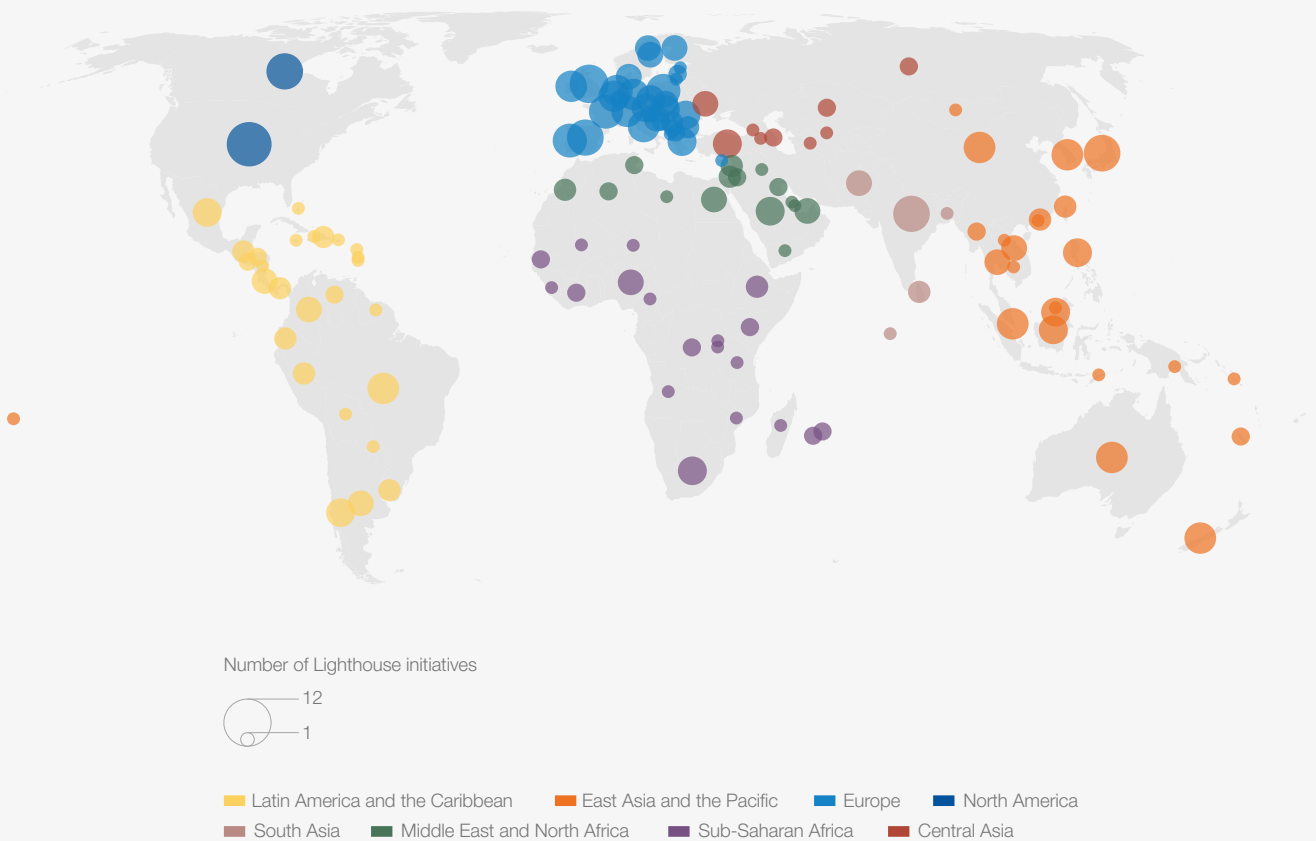 Number of Lighthouse initiatives
12
1
Latin America and the Caribbean East Asia and the Pacific Europe North America
South Asia Middle East and North Africa Sub-Saharan Africa Central Asia